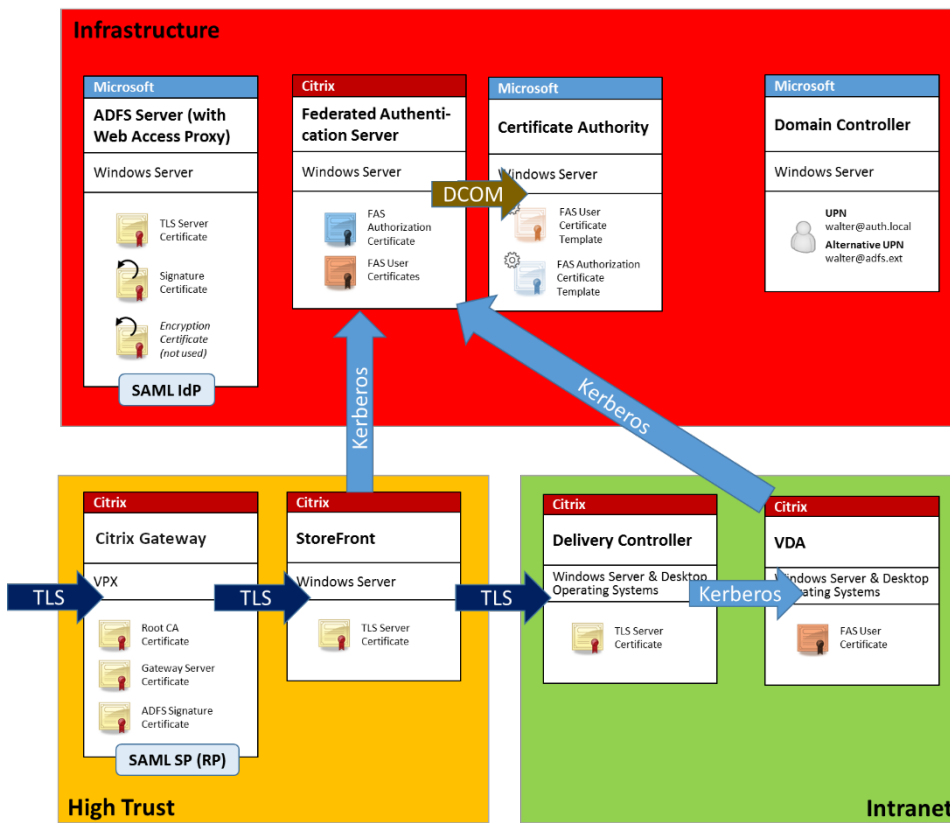 Infrastructure
Microsoft
ADFS Server (with
Web Access Proxy)
Windows Server
TLS Server
Certificate
Signature
Certificate
Encryption
Certificate
(not used)
SAML IdP
Citrix
Federated Authenti-
cation Server
Windows Server
FAS
Authorization
Certificate
FAS User
Certificates
DCOM
Microsoft
Certificate Authority
Windows Server
FAS User
Certificate
Template
FAS Authorization
Certificate
Template
Microsoft
Domain Controller
Windows Server
UPN
walter@auth.local
Alternative UPN
walter@adfs.ext
Kerberos
Kerberos
Citrix
Citrix Gateway
VPX
TLS
Root CA
Certificate
Gateway Server
Certificate
ADFS Signature
Certificate
SAML SP (RP)
TLS
Citrix
StoreFront
Windows Server
TLS Server
Certificate
High Trust
TLS
Citrix
Delivery Controller
Windows Server & Desktop
Operating Systems
TLS Server
Certificate
Kerberos
Citrix
VDA
Windows Server & Desktop
Operating Systems
FAS User
Certificate
Intranet